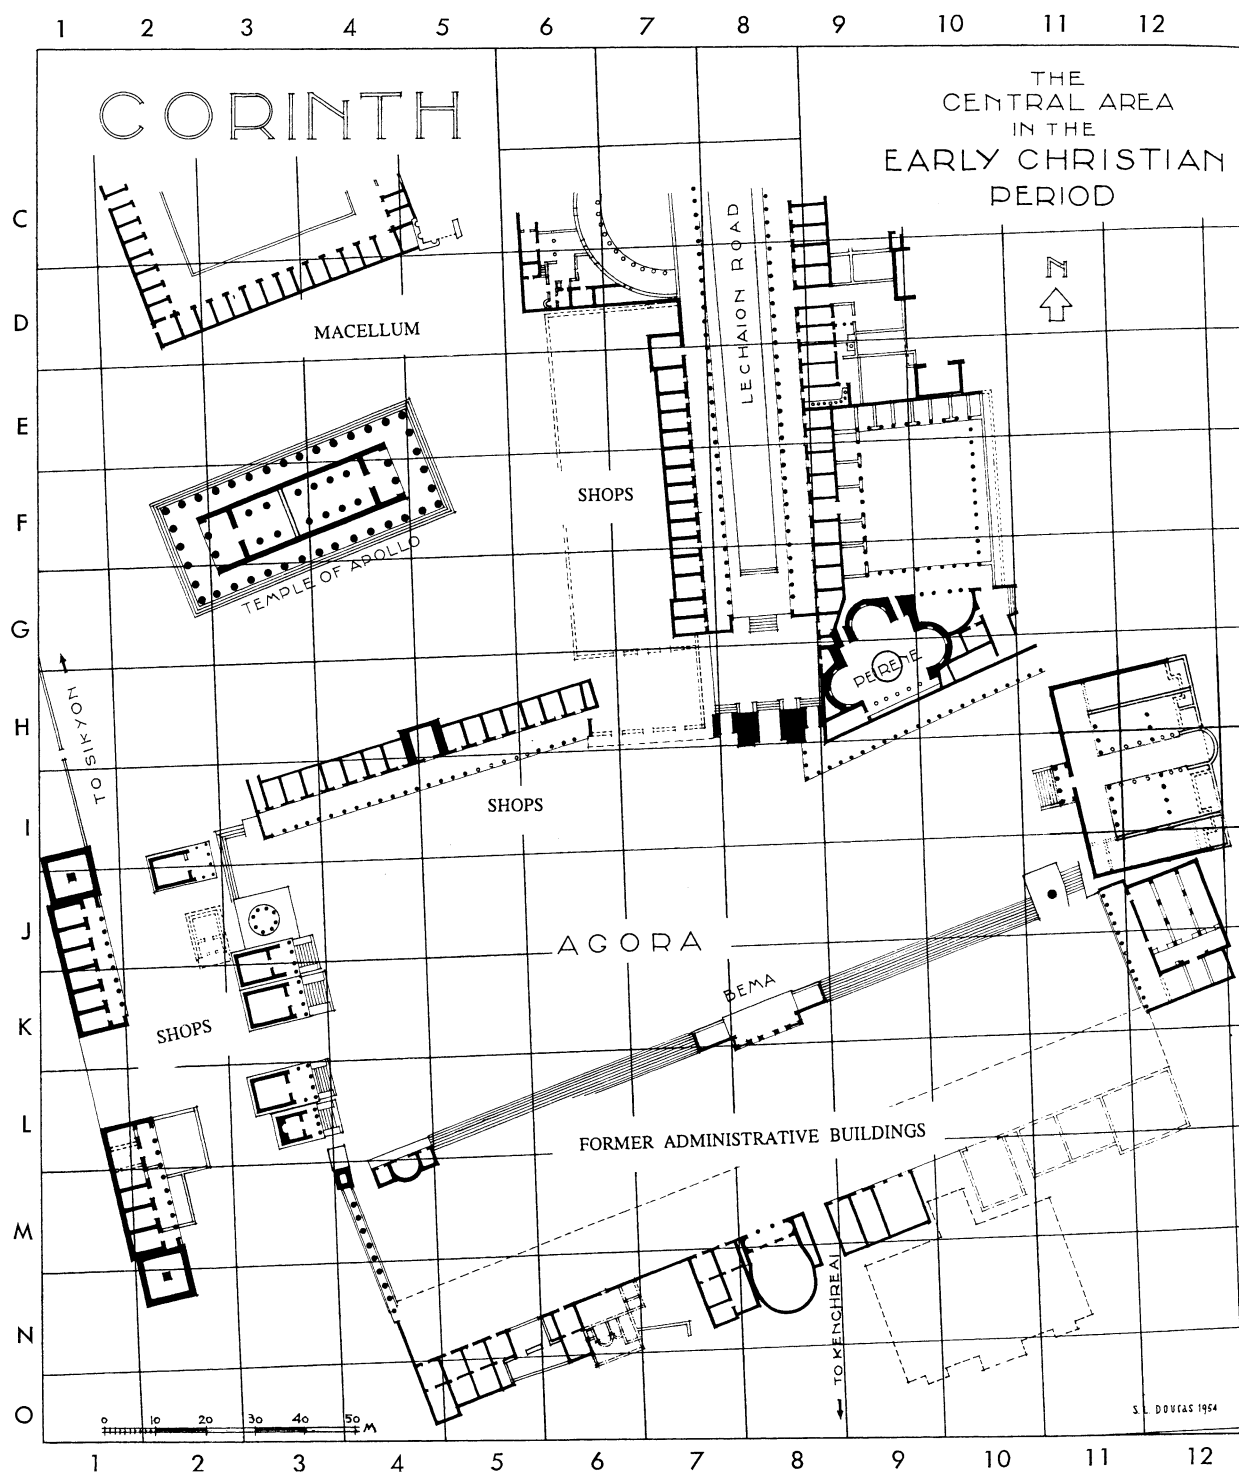 1 2 3 4 5 6 7 8 9 10 11 12
CORINTH
THE
CENTRAL AREA
IN THE
EARLY CHRISTIAN
PERIOD
C
LECHAION ROAD
N
D
MACELLUM
E
SHOPS
F
TEMPLE OF APOLLO
G
PEIRENE
TO SIKYON
H
SHOPS
I
J
AGORA
BEMA
K
SHOPS
L
FORMER ADMINISTRATIVE BUILDINGS
M
TO KENCHREAI
N
O
0 10 20 30 40 50 M
S. L. DOUCAS 1954
1 2 3 4 5 6 7 8 9 10 11 12